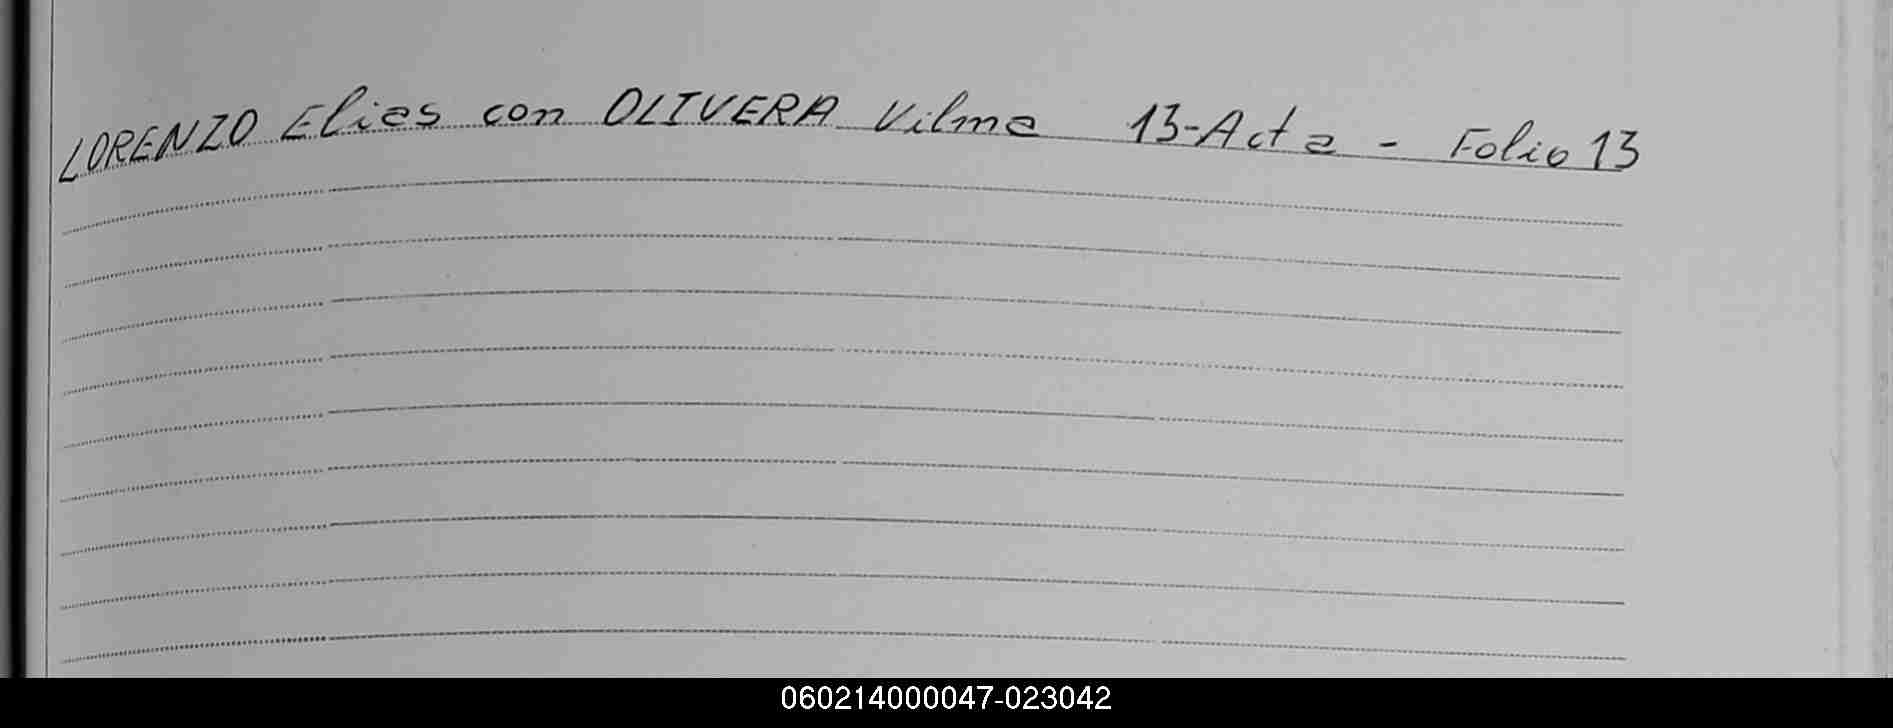 LORENZO Elias con OLIVERA Vilma 13-Acta - Folio 13
060214000047-023042